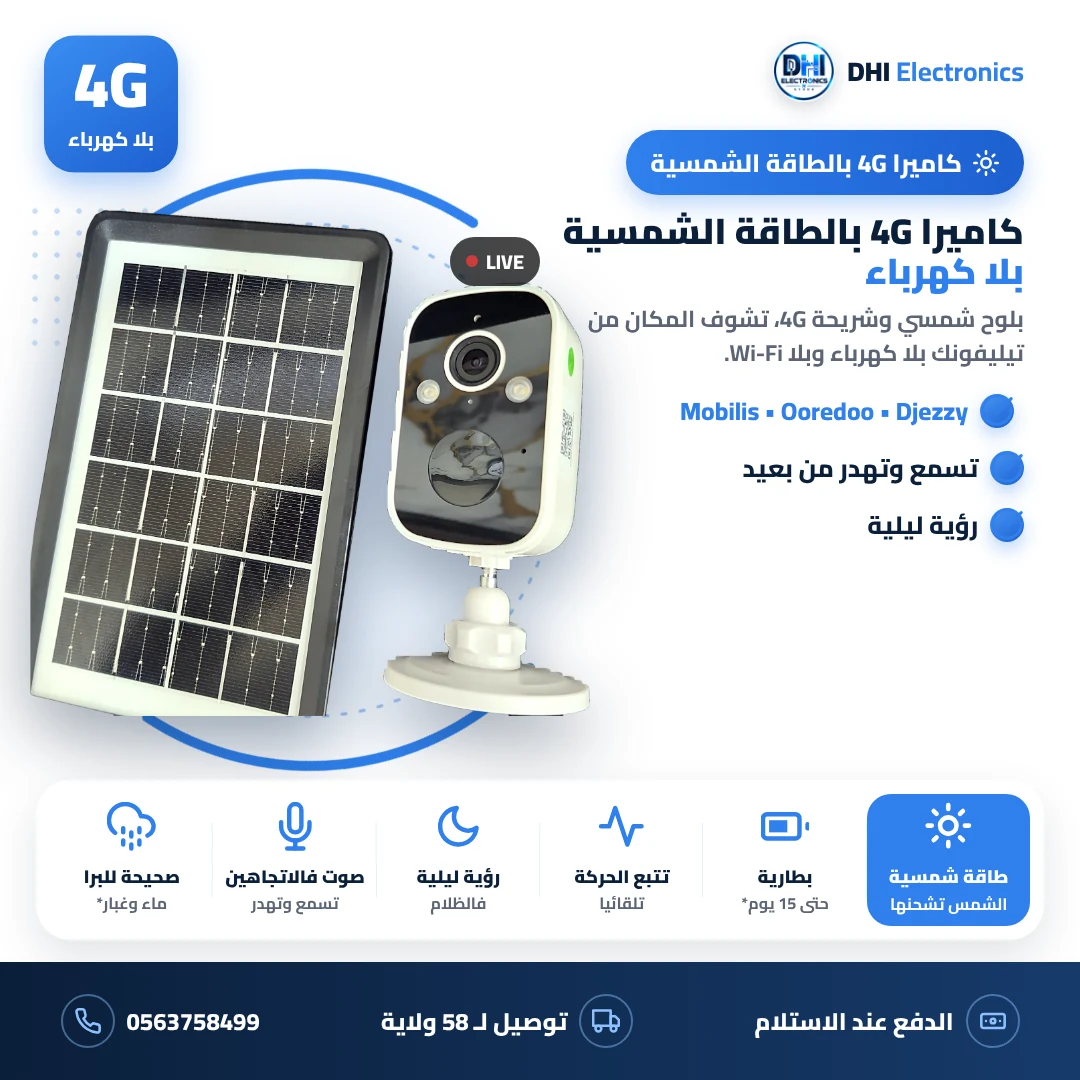 4G
بلا كهرباء
DHI
ELECTRONICS
DHI Electronics
كاميرا 4G بالطاقة الشمسية
كاميرا 4G بالطاقة الشمسية
بلا كهرباء
بلوح شمسي وشريحة 4G، تشوف المكان من
تيليفونك بلا كهرباء وبلا Wi-Fi.
LIVE
Mobilis ▪ Ooredoo ▪ Djezzy
تسمع وتهدر من بعيد
رؤية ليلية
طاقة شمسية
الشمس تشحنها
بطارية
حتى 15 يوم*
تتبع الحركة
تلقائيا
رؤية ليلية
فالظلام
صوت فالاتجاهين
تسمع وتهدر
صحيحة للبرا
ماء وغبار*
الدفع عند الاستلام
توصيل لـ 58 ولاية
0563758499